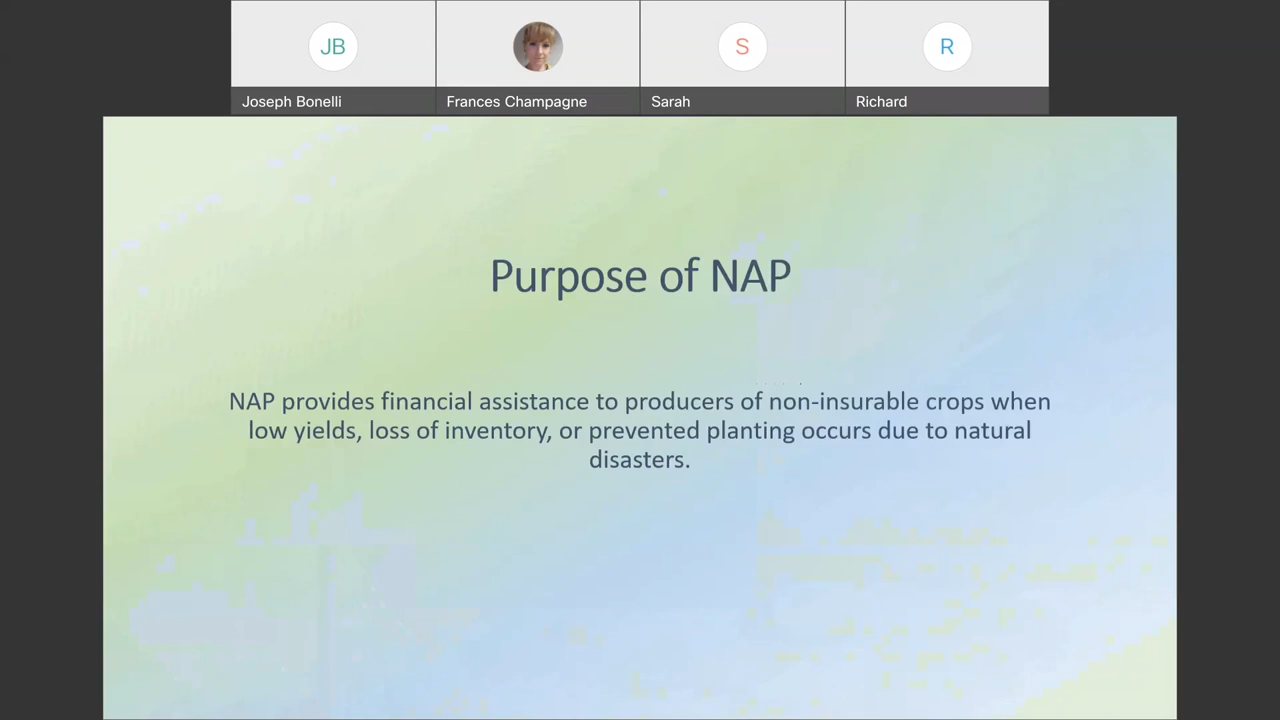 JB
S
R
Joseph Bonelli
Frances Champagne
Sarah
Richard
Purpose of NAP
NAP provides financial assistance to producers of non-insurable crops when
low yields, loss of inventory, or prevented planting occurs due to natural
disasters.